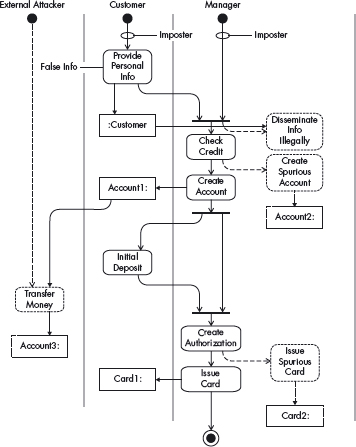 External Attacker
Customer
Manager
Imposter
Imposter
False Info
Provide
Personal
Info
:Customer
Disseminate
Info
Illegally
Check
Credit
Create
Spurious
Account
Account1:
Create
Account
Account2:
Initial
Deposit
Transfer
Money
Create
Authorization
Account3:
Issue
Spurious
Card
Card1:
Issue
Card
Card2: